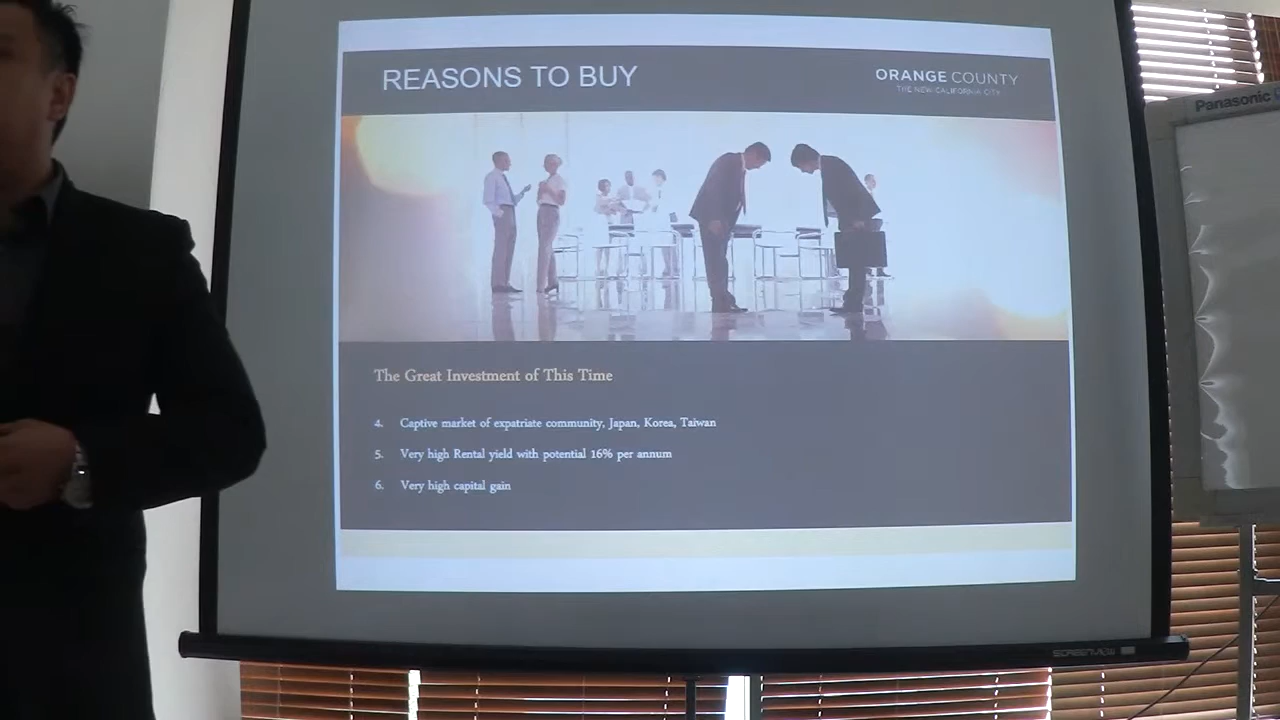 REASONS TO BUY
ORANGE COUNTY
THE NEW CALIFORNIA CITY
Panasonic
The Great Investment of This Time
4. Captive market of expatriate community, Japan, Korea, Taiwan
5. Very high Rental yield with potential 16% per annum
6. Very high capital gain